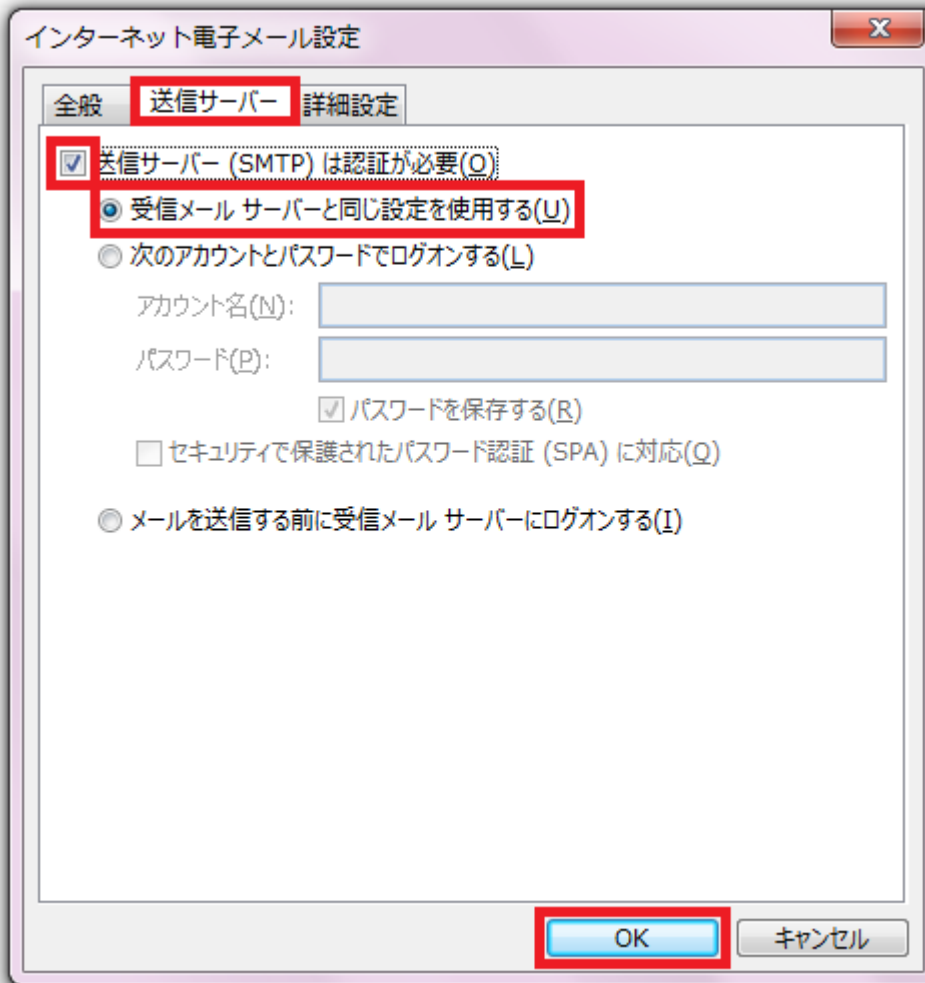 インターネット電子メール設定
全般 送信サーバー 詳細設定
送信サーバー (SMTP) は認証が必要(O)
受信メール サーバーと同じ設定を使用する(U)
次のアカウントとパスワードでログオンする(L)
アカウント名(N):
パスワード(P):
パスワードを保存する(R)
セキュリティで保護されたパスワード認証 (SPA) に対応(Q)
メールを送信する前に受信メール サーバーにログオンする(I)
OK キャンセル